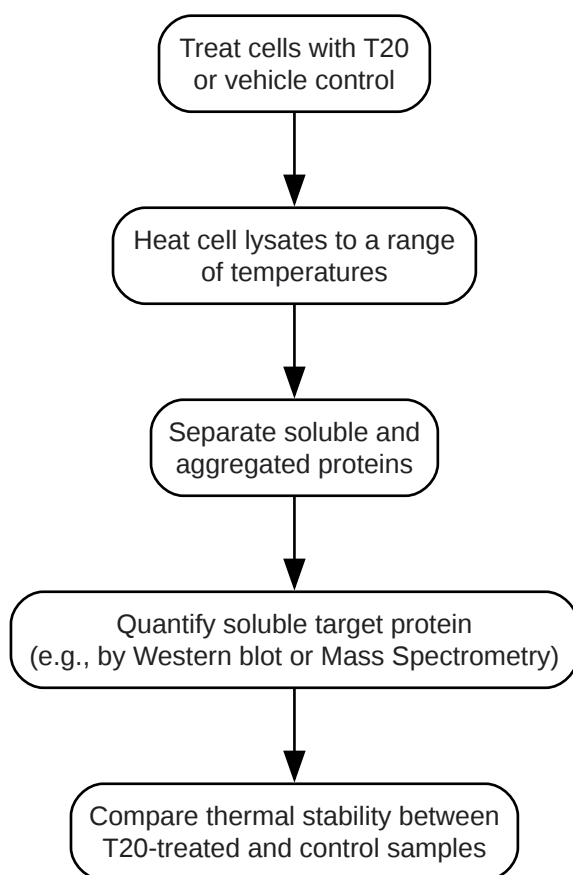 Treat cells with T20
or vehicle control
Heat cell lysates to a range
of temperatures
Separate soluble and
aggregated proteins
Quantify soluble target protein
(e.g., by Western blot or Mass Spectrometry)
Compare thermal stability between
T20-treated and control samples